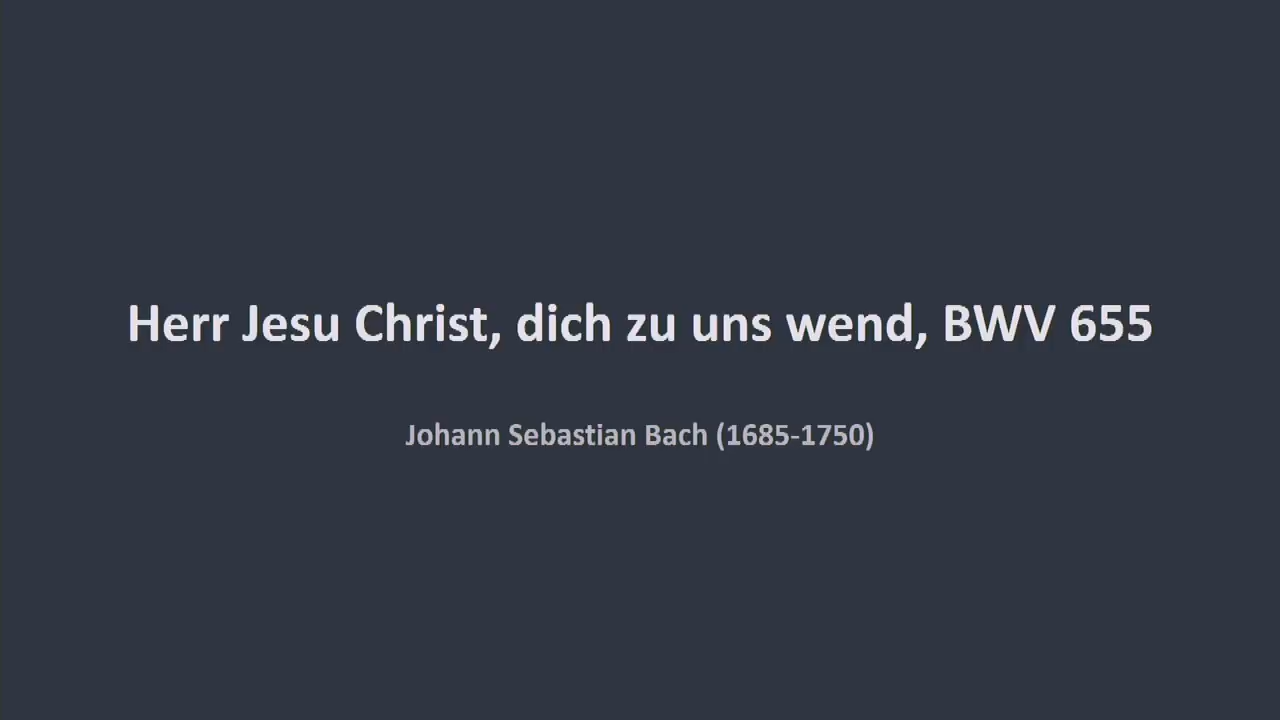 Herr Jesu Christ, dich zu uns wend, BWV 655
Johann Sebastian Bach (1685-1750)